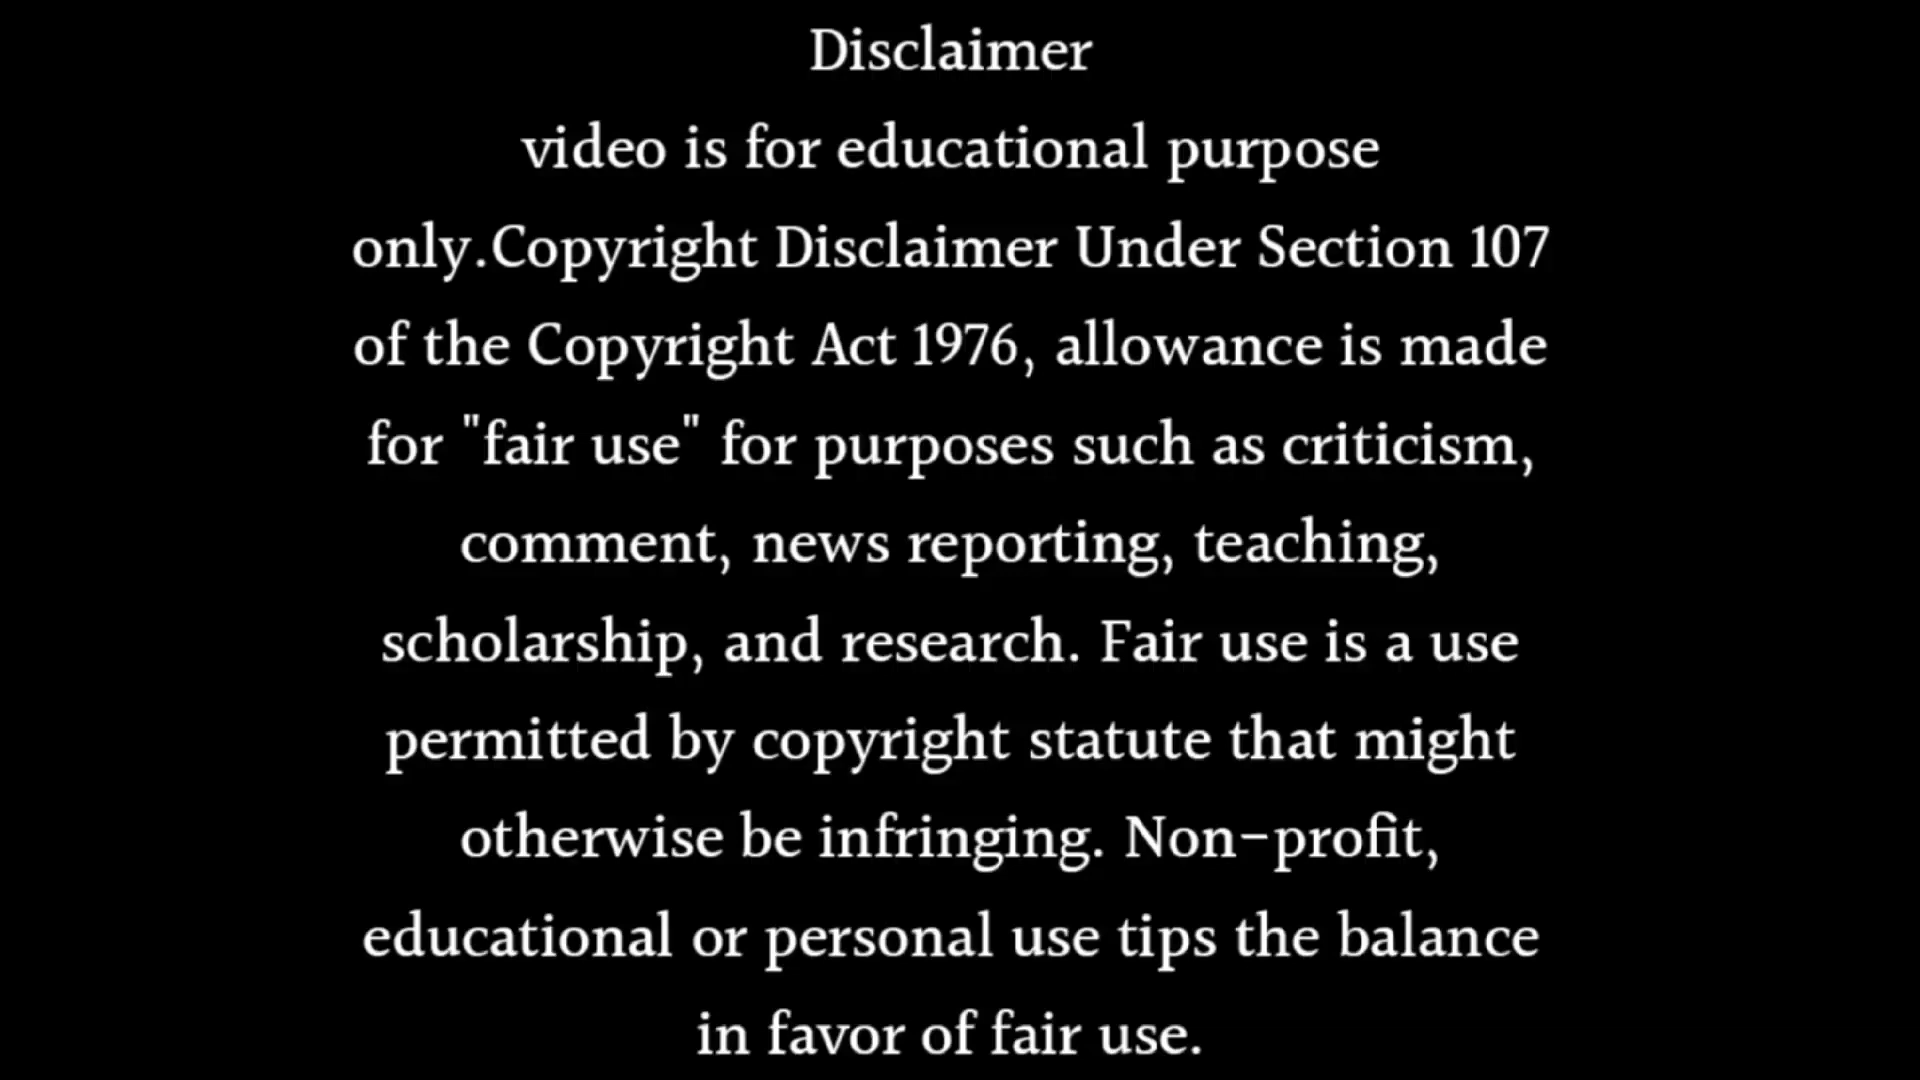 Disclaimer
video is for educational purpose
only.Copyright Disclaimer Under Section 107
of the Copyright Act 1976, allowance is made
for "fair use" for purposes such as criticism,
comment, news reporting, teaching,
scholarship, and research. Fair use is a use
permitted by copyright statute that might
otherwise be infringing. Non-profit,
educational or personal use tips the balance
in favor of fair use.